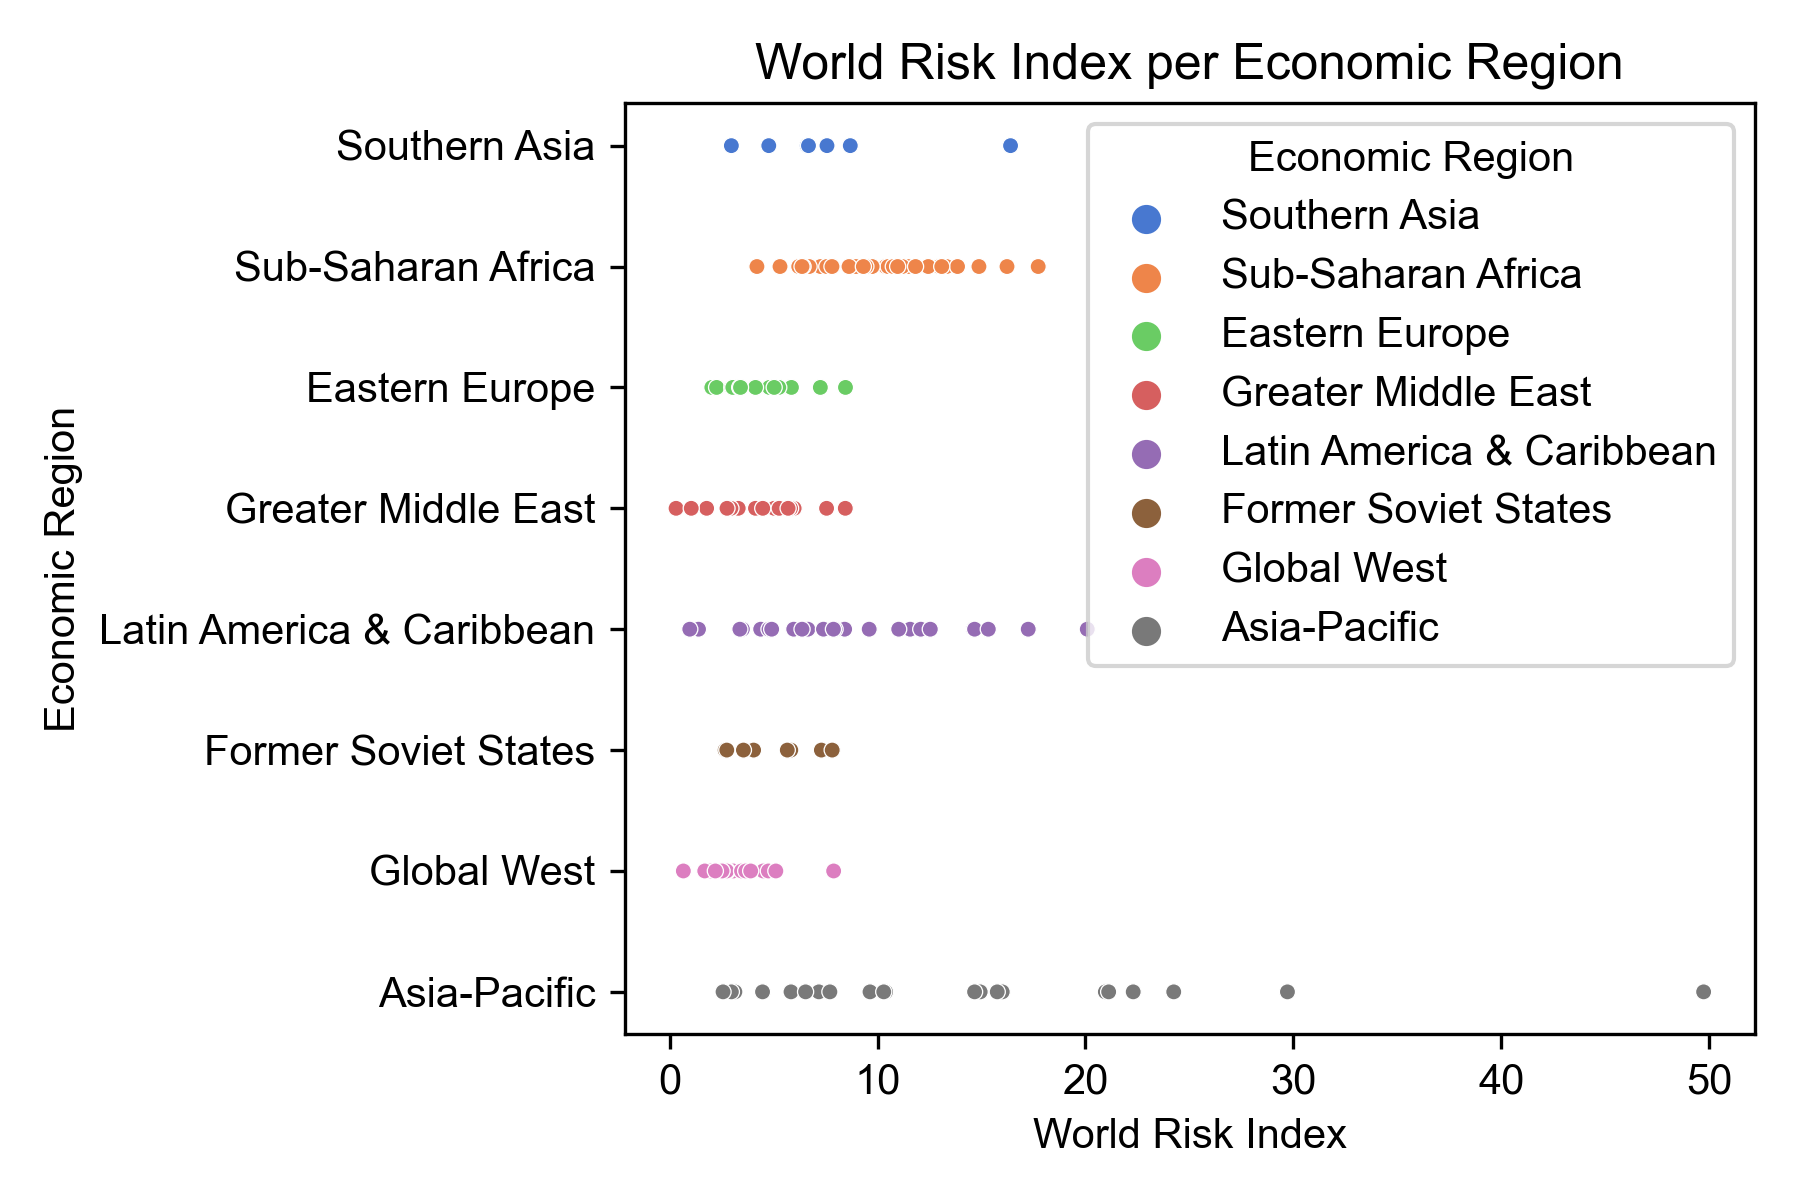 World Risk Index per Economic Region
Southern Asia
Sub-Saharan Africa
Eastern Europe
Greater Middle East
Latin America & Caribbean
Former Soviet States
Global West
Asia-Pacific
Economic Region
Economic Region
Southern Asia
Sub-Saharan Africa
Eastern Europe
Greater Middle East
Latin America & Caribbean
Former Soviet States
Global West
Asia-Pacific
0 10 20 30 40 50
World Risk Index